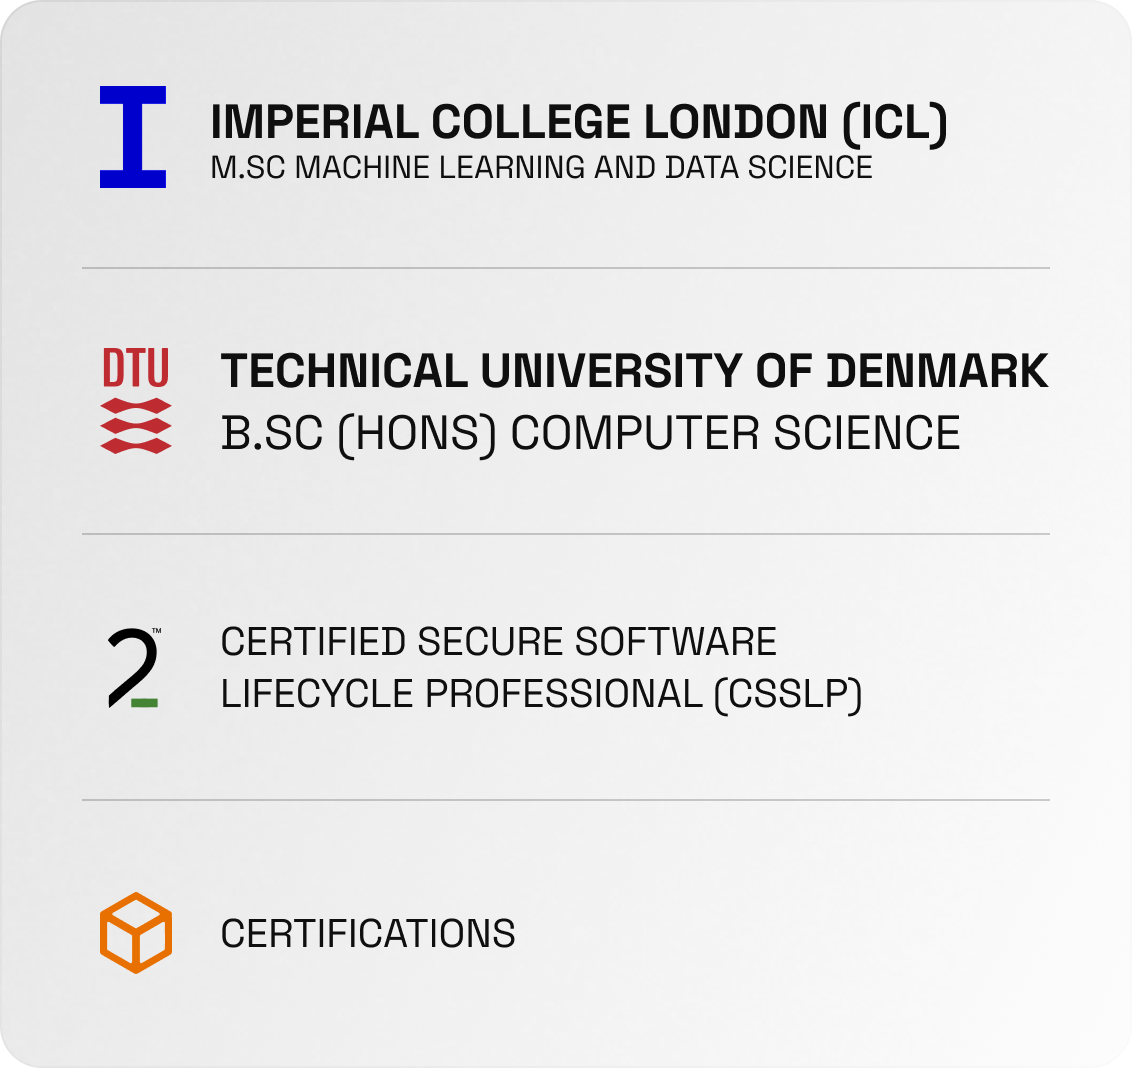 IMPERIAL COLLEGE LONDON (ICL)
M.SC MACHINE LEARNING AND DATA SCIENCE
DTU
TECHNICAL UNIVERSITY OF DENMARK
B.SC (HONS) COMPUTER SCIENCE
2™
CERTIFIED SECURE SOFTWARE
LIFECYCLE PROFESSIONAL (CSSLP)
CERTIFICATIONS